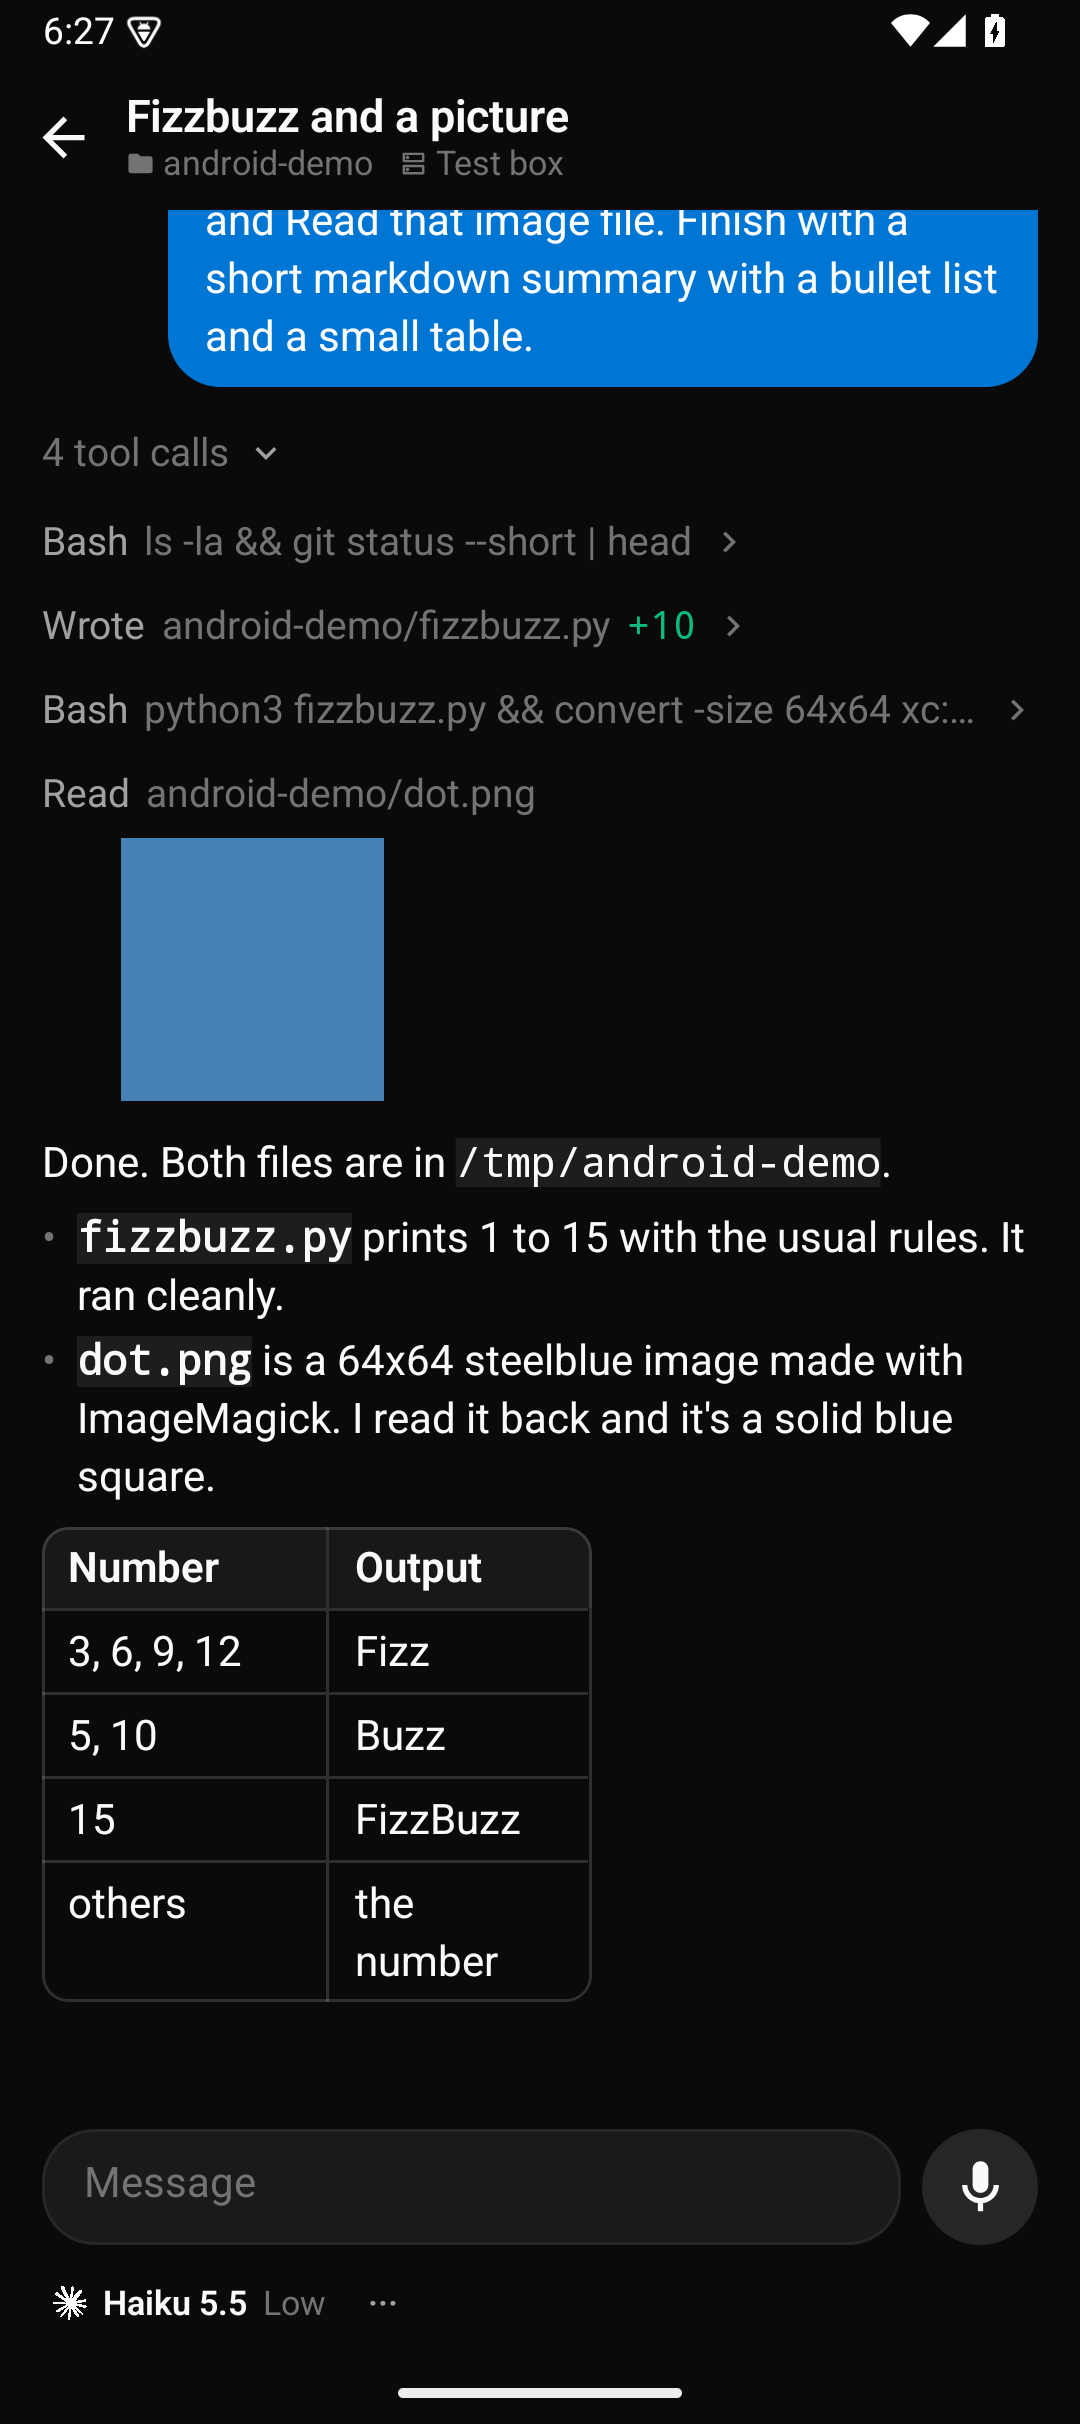 6:27
Fizzbuzz and a picture
android-demo Test box
and Read that image file. Finish with a
short markdown summary with a bullet list
and a small table.
4 tool calls
Bash ls -la && git status --short | head
Wrote android-demo/fizzbuzz.py +10
Bash python3 fizzbuzz.py && convert -size 64x64 xc:…
Read android-demo/dot.png
Done. Both files are in /tmp/android-demo.
• fizzbuzz.py prints 1 to 15 with the usual rules. It
ran cleanly.
• dot.png is a 64x64 steelblue image made with
ImageMagick. I read it back and it's a solid blue
square.
Number Output
3, 6, 9, 12 Fizz
5, 10 Buzz
15 FizzBuzz
others the
number
Message
Haiku 5.5 Low ...